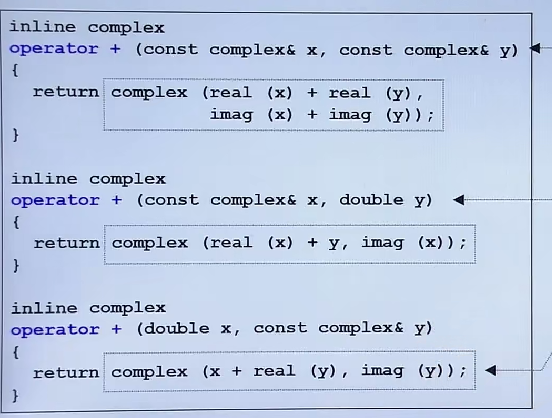 inline complex
operator + (const complex& x, const complex& y)
{
return complex (real (x) + real (y),
imag (x) + imag (y));
}
inline complex
operator + (const complex& x, double y)
{
return complex (real (x) + y, imag (x));
}
inline complex
operator + (double x, const complex& y)
{
return complex (x + real (y), imag (y));
}